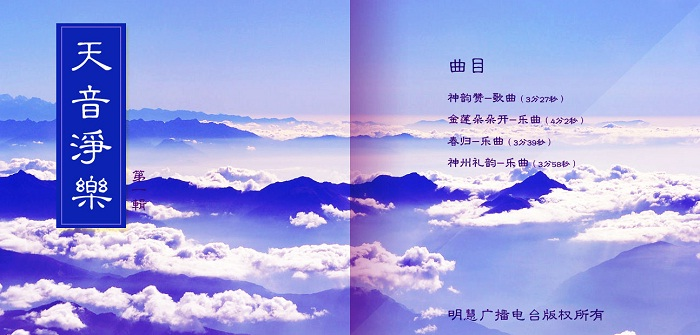 天音淨樂
第一輯
曲目
神韵赞–歌曲（3分27秒）
金莲朵朵开–乐曲（4分2秒）
春归–乐曲（3分39秒）
神州礼韵–乐曲（3分58秒）
明慧广播电台版权所有